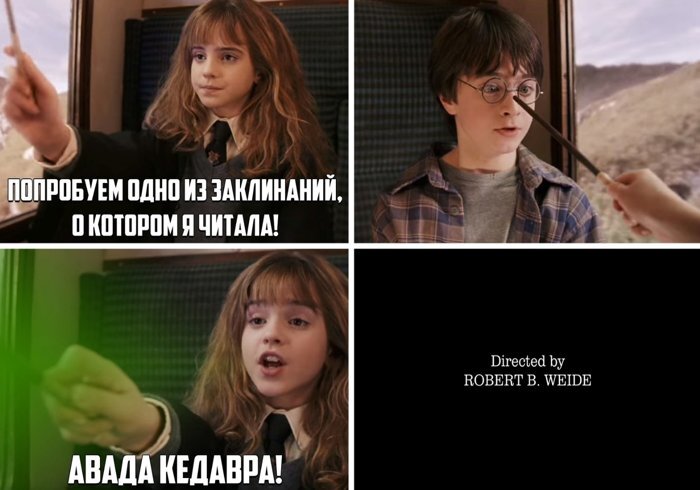 ПОПРОБУЕМ ОДНО ИЗ ЗАКЛИНАНИЙ,
О КОТОРОМ Я ЧИТАЛА!
АВАДА КЕДАВРА!
Directed by
ROBERT B. WEIDE